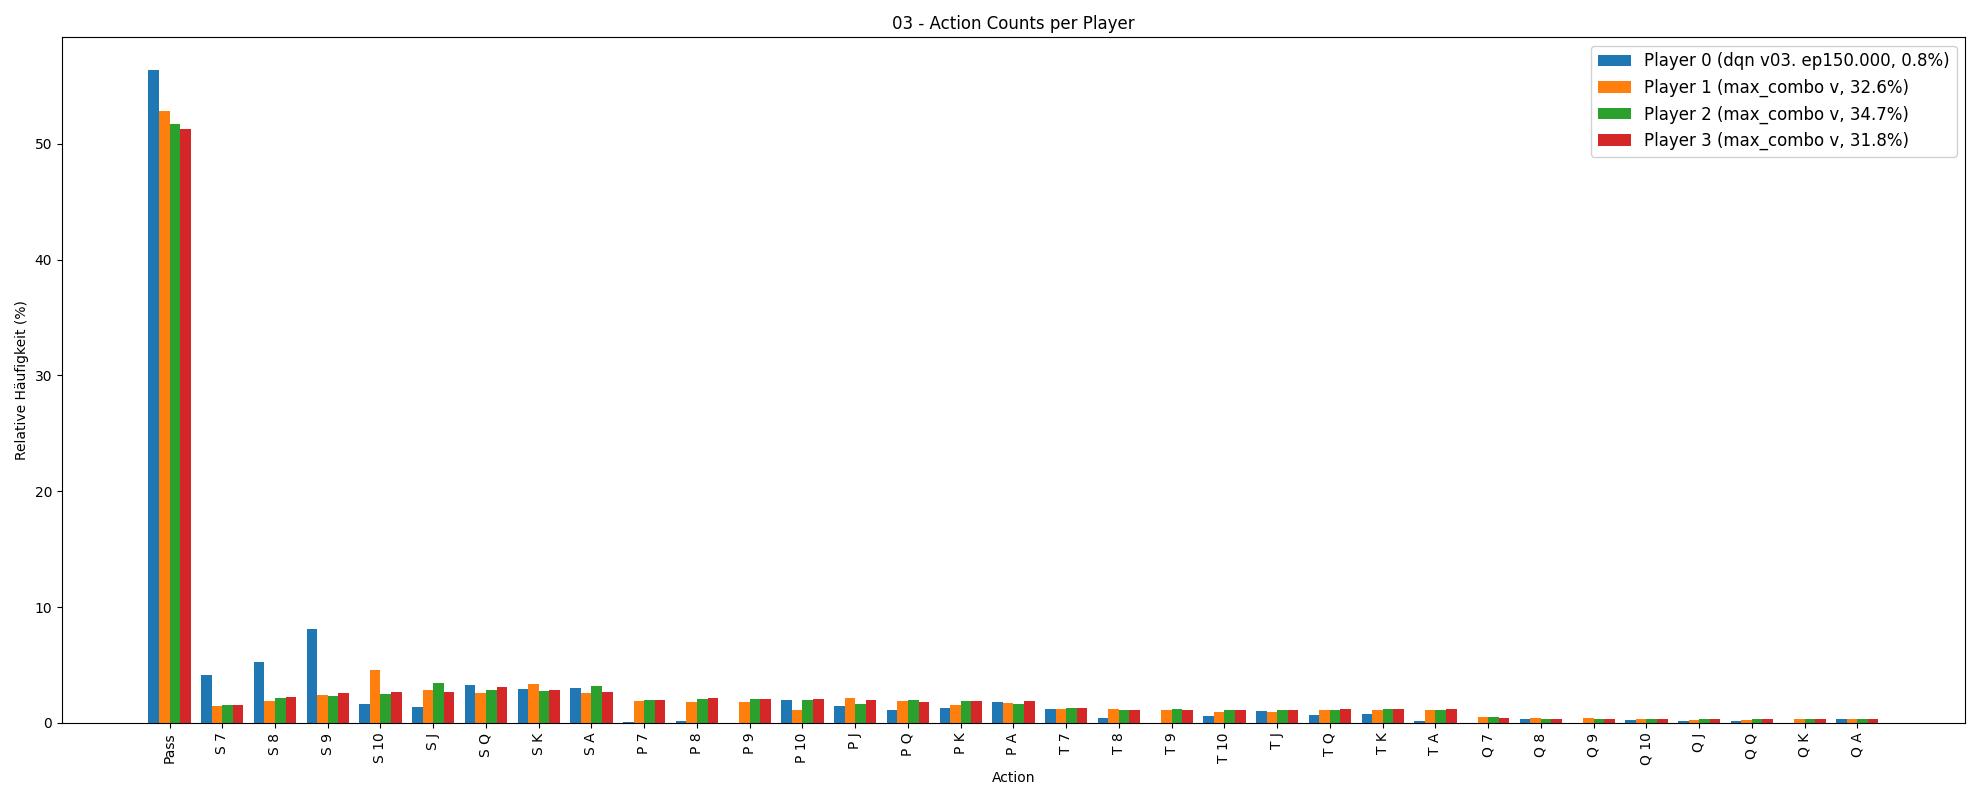 03 - Action Counts per Player
Player 0 (dqn v03. ep150.000, 0.8%)
Player 1 (max_combo v, 32.6%)
Player 2 (max_combo v, 34.7%)
Player 3 (max_combo v, 31.8%)
Relative Häufigkeit (%)
50
40
30
20
10
0
Pass
S 7
S 8
S 9
S 10
S J
S Q
S K
S A
P 7
P 8
P 9
P 10
P J
P Q
P K
P A
T 7
T 8
T 9
T 10
T J
T Q
T K
T A
Q 7
Q 8
Q 9
Q 10
Q J
Q Q
Q K
Q A
Action